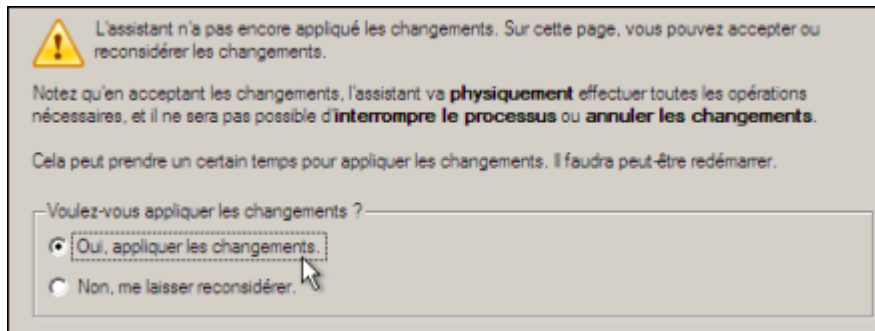 L'assistant n'a pas encore appliqué les changements. Sur cette page, vous pouvez accepter ou
reconsidérer les changements.
Notez qu'en acceptant les changements, l'assistant va physiquement effectuer toutes les opérations
nécessaires, et il ne sera pas possible d'interrompre le processus ou annuler les changements.
Cela peut prendre un certain temps pour appliquer les changements. Il faudra peut-être redémarrer.
Voulez-vous appliquer les changements ?
Oui, appliquer les changements.
Non, me laisser reconsidérer.